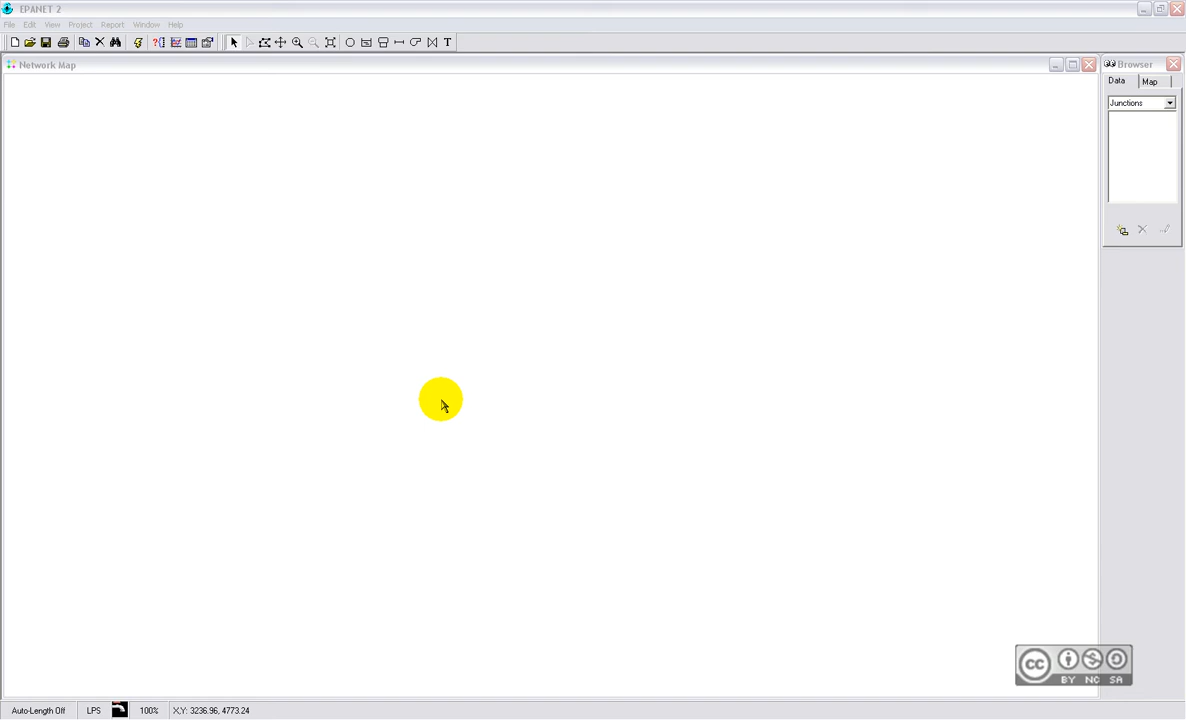 EPANET 2
File Edit View Project Report Window Help
T
Network Map
Browser
Data Map
Junctions
cc
BY NC SA
Auto-Length Off LPS 100% X,Y: 3236.96, 4773.24